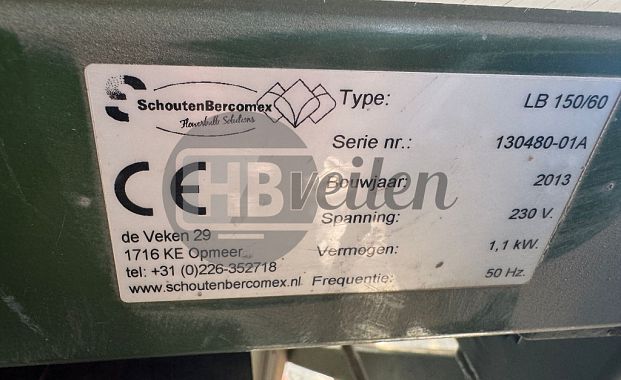 SchoutenBercomex
Flowerbulb Solutions
Type: LB 150/60
Serie nr.: 130480-01A
Bouwjaar: 2013
Spanning: 230 V.
Vermogen: 1,1 kW.
Frequentie: 50 Hz.
CE
de Veken 29
1716 KE Opmeer
tel: +31 (0)226-352718
www.schoutenbercomex.nl
HBveilen